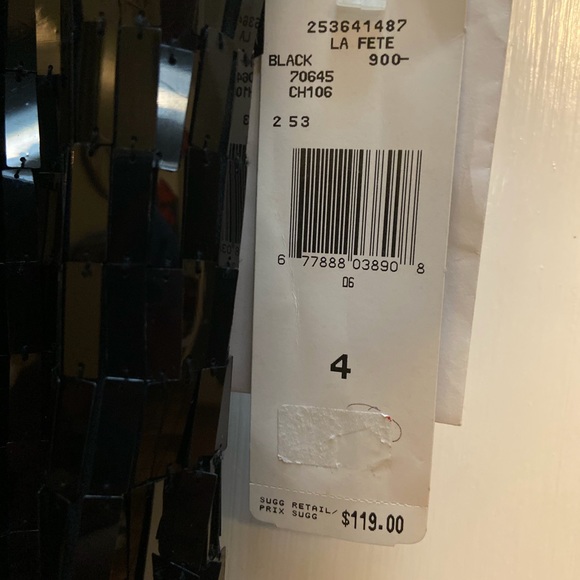 253641487
LA FETE
BLACK 900-
70645
CH106
2 53
6 77888 03890 8
06
4
SUGG RETAIL/
PRIX SUGG $119.00